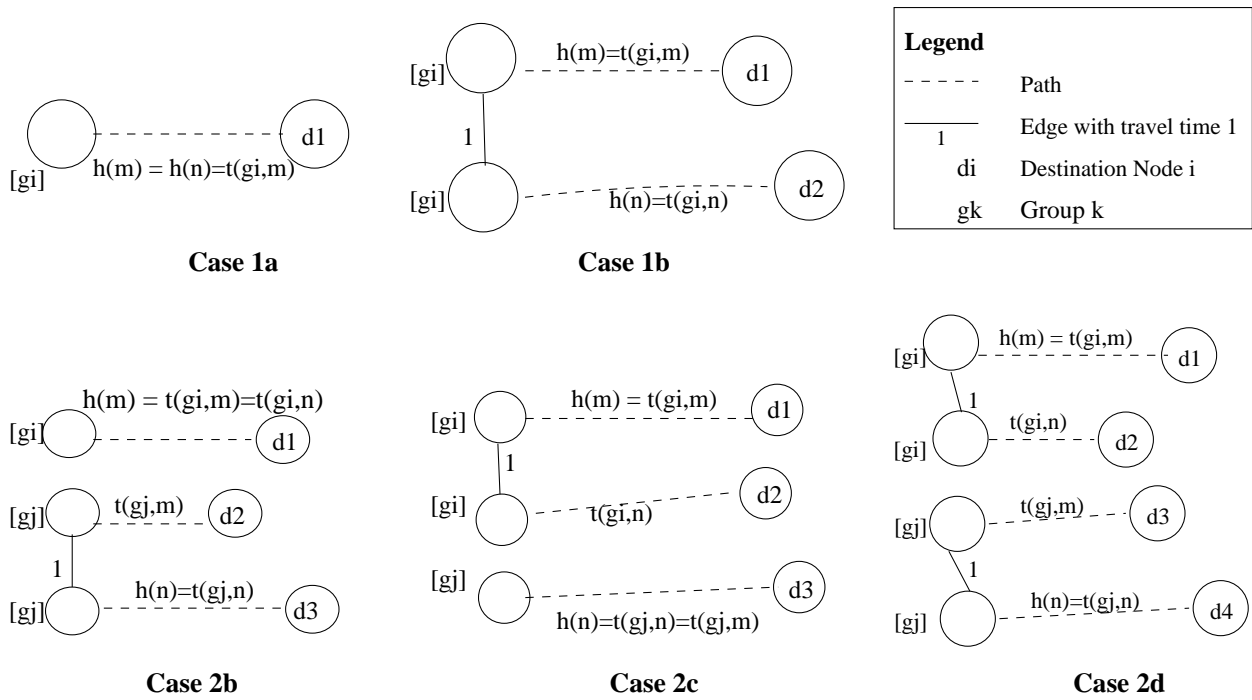 [gi]
d1
h(m) = h(n)=t(gi,m)
Case 1a
[gi]
h(m)=t(gi,m)
d1
1
[gi]
h(n)=t(gi,n)
d2
Case 1b
Legend
Path
1
Edge with travel time 1
di
Destination Node i
gk
Group k
h(m) = t(gi,m)=t(gi,n)
[gi]
d1
[gj]
t(gj,m)
d2
1
[gj]
h(n)=t(gj,n)
d3
Case 2b
[gi]
h(m) = t(gi,m)
d1
1
[gi]
t(gi,n)
d2
[gj]
d3
h(n)=t(gj,n)=t(gj,m)
Case 2c
[gi]
h(m) = t(gi,m)
d1
1
[gi]
t(gi,n)
d2
[gj]
t(gj,m)
d3
1
[gj]
h(n)=t(gj,n)
d4
Case 2d